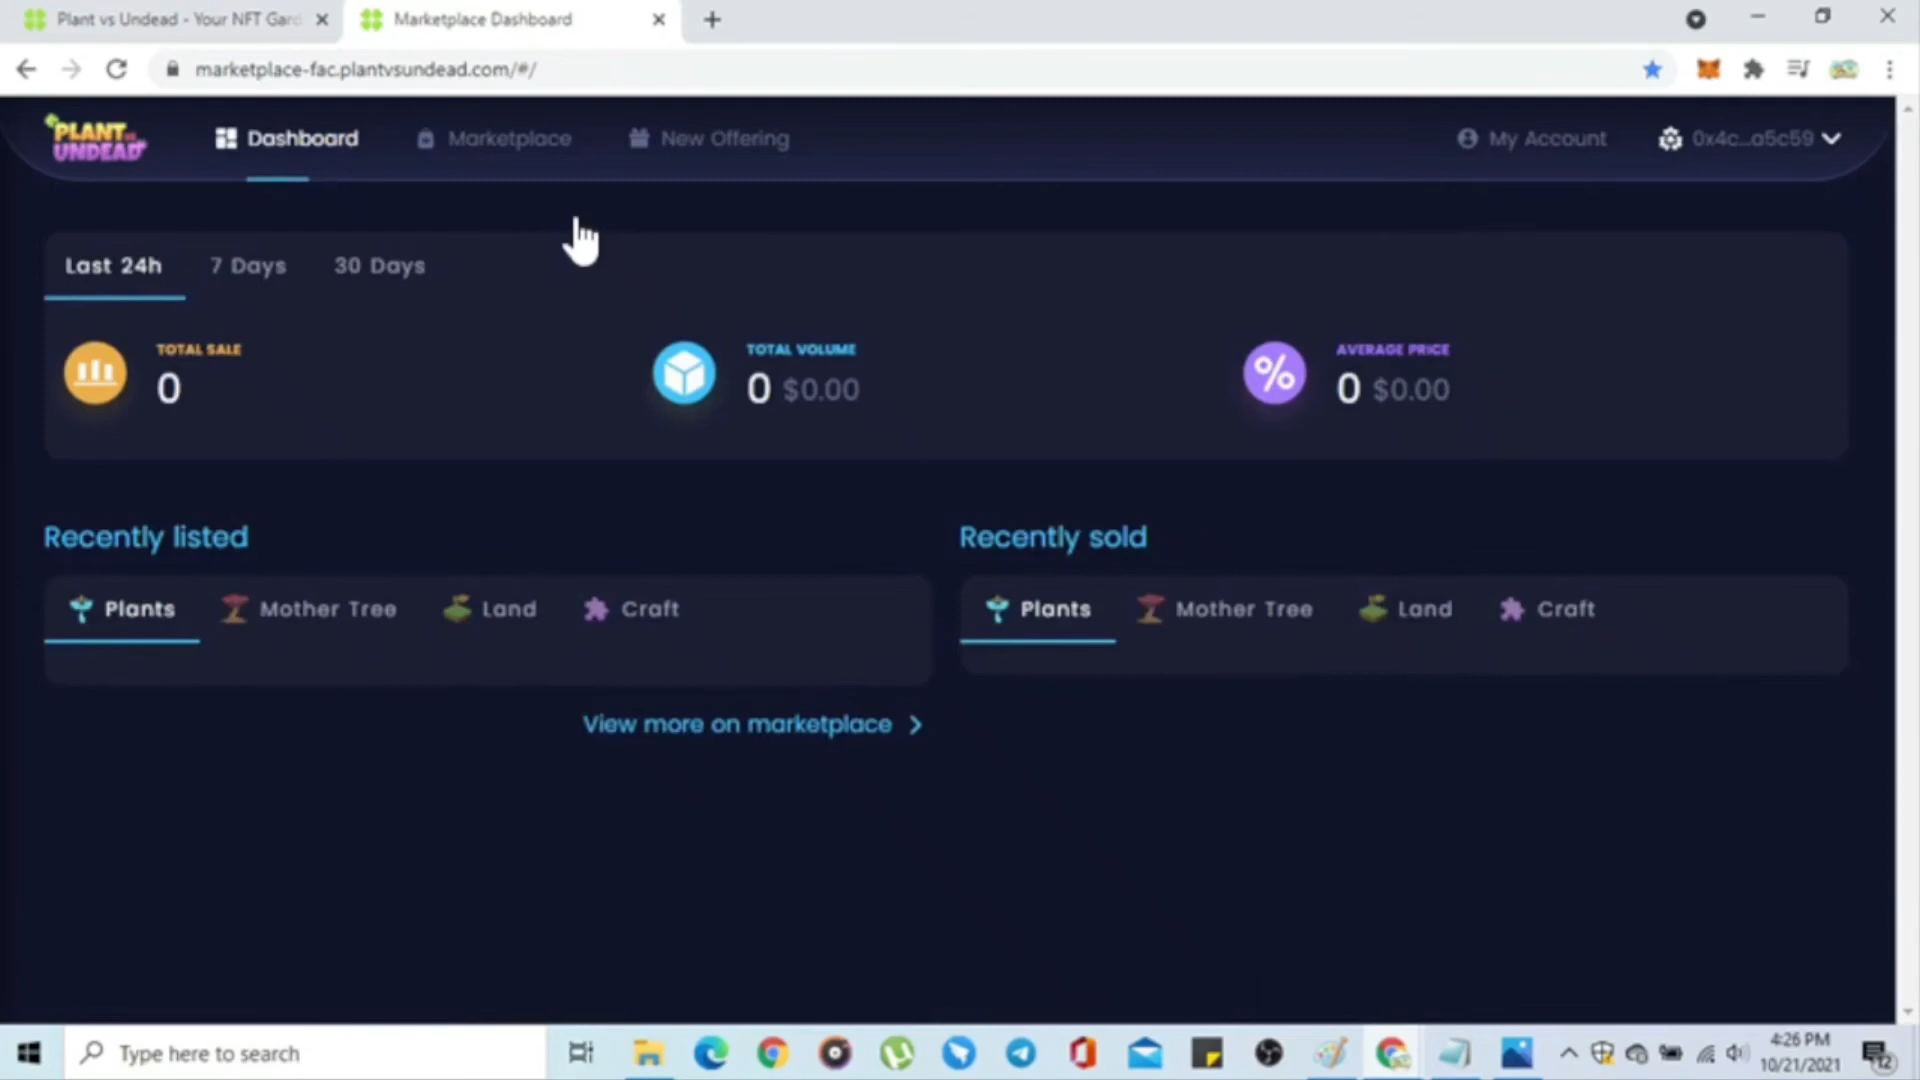 Plant vs Undead - Your NFT Gard
Marketplace Dashboard
marketplace-fac.plantvsundead.com/#/
PLANT VS UNDEAD
Dashboard
Marketplace
New Offering
My Account
0x4c...a5c59
Last 24h
7 Days
30 Days
TOTAL SALE
0
TOTAL VOLUME
0 $0.00
AVERAGE PRICE
0 $0.00
Recently listed
Plants
Mother Tree
Land
Craft
View more on marketplace
Recently sold
Plants
Mother Tree
Land
Craft
Type here to search
4:26 PM
10/21/2021
12